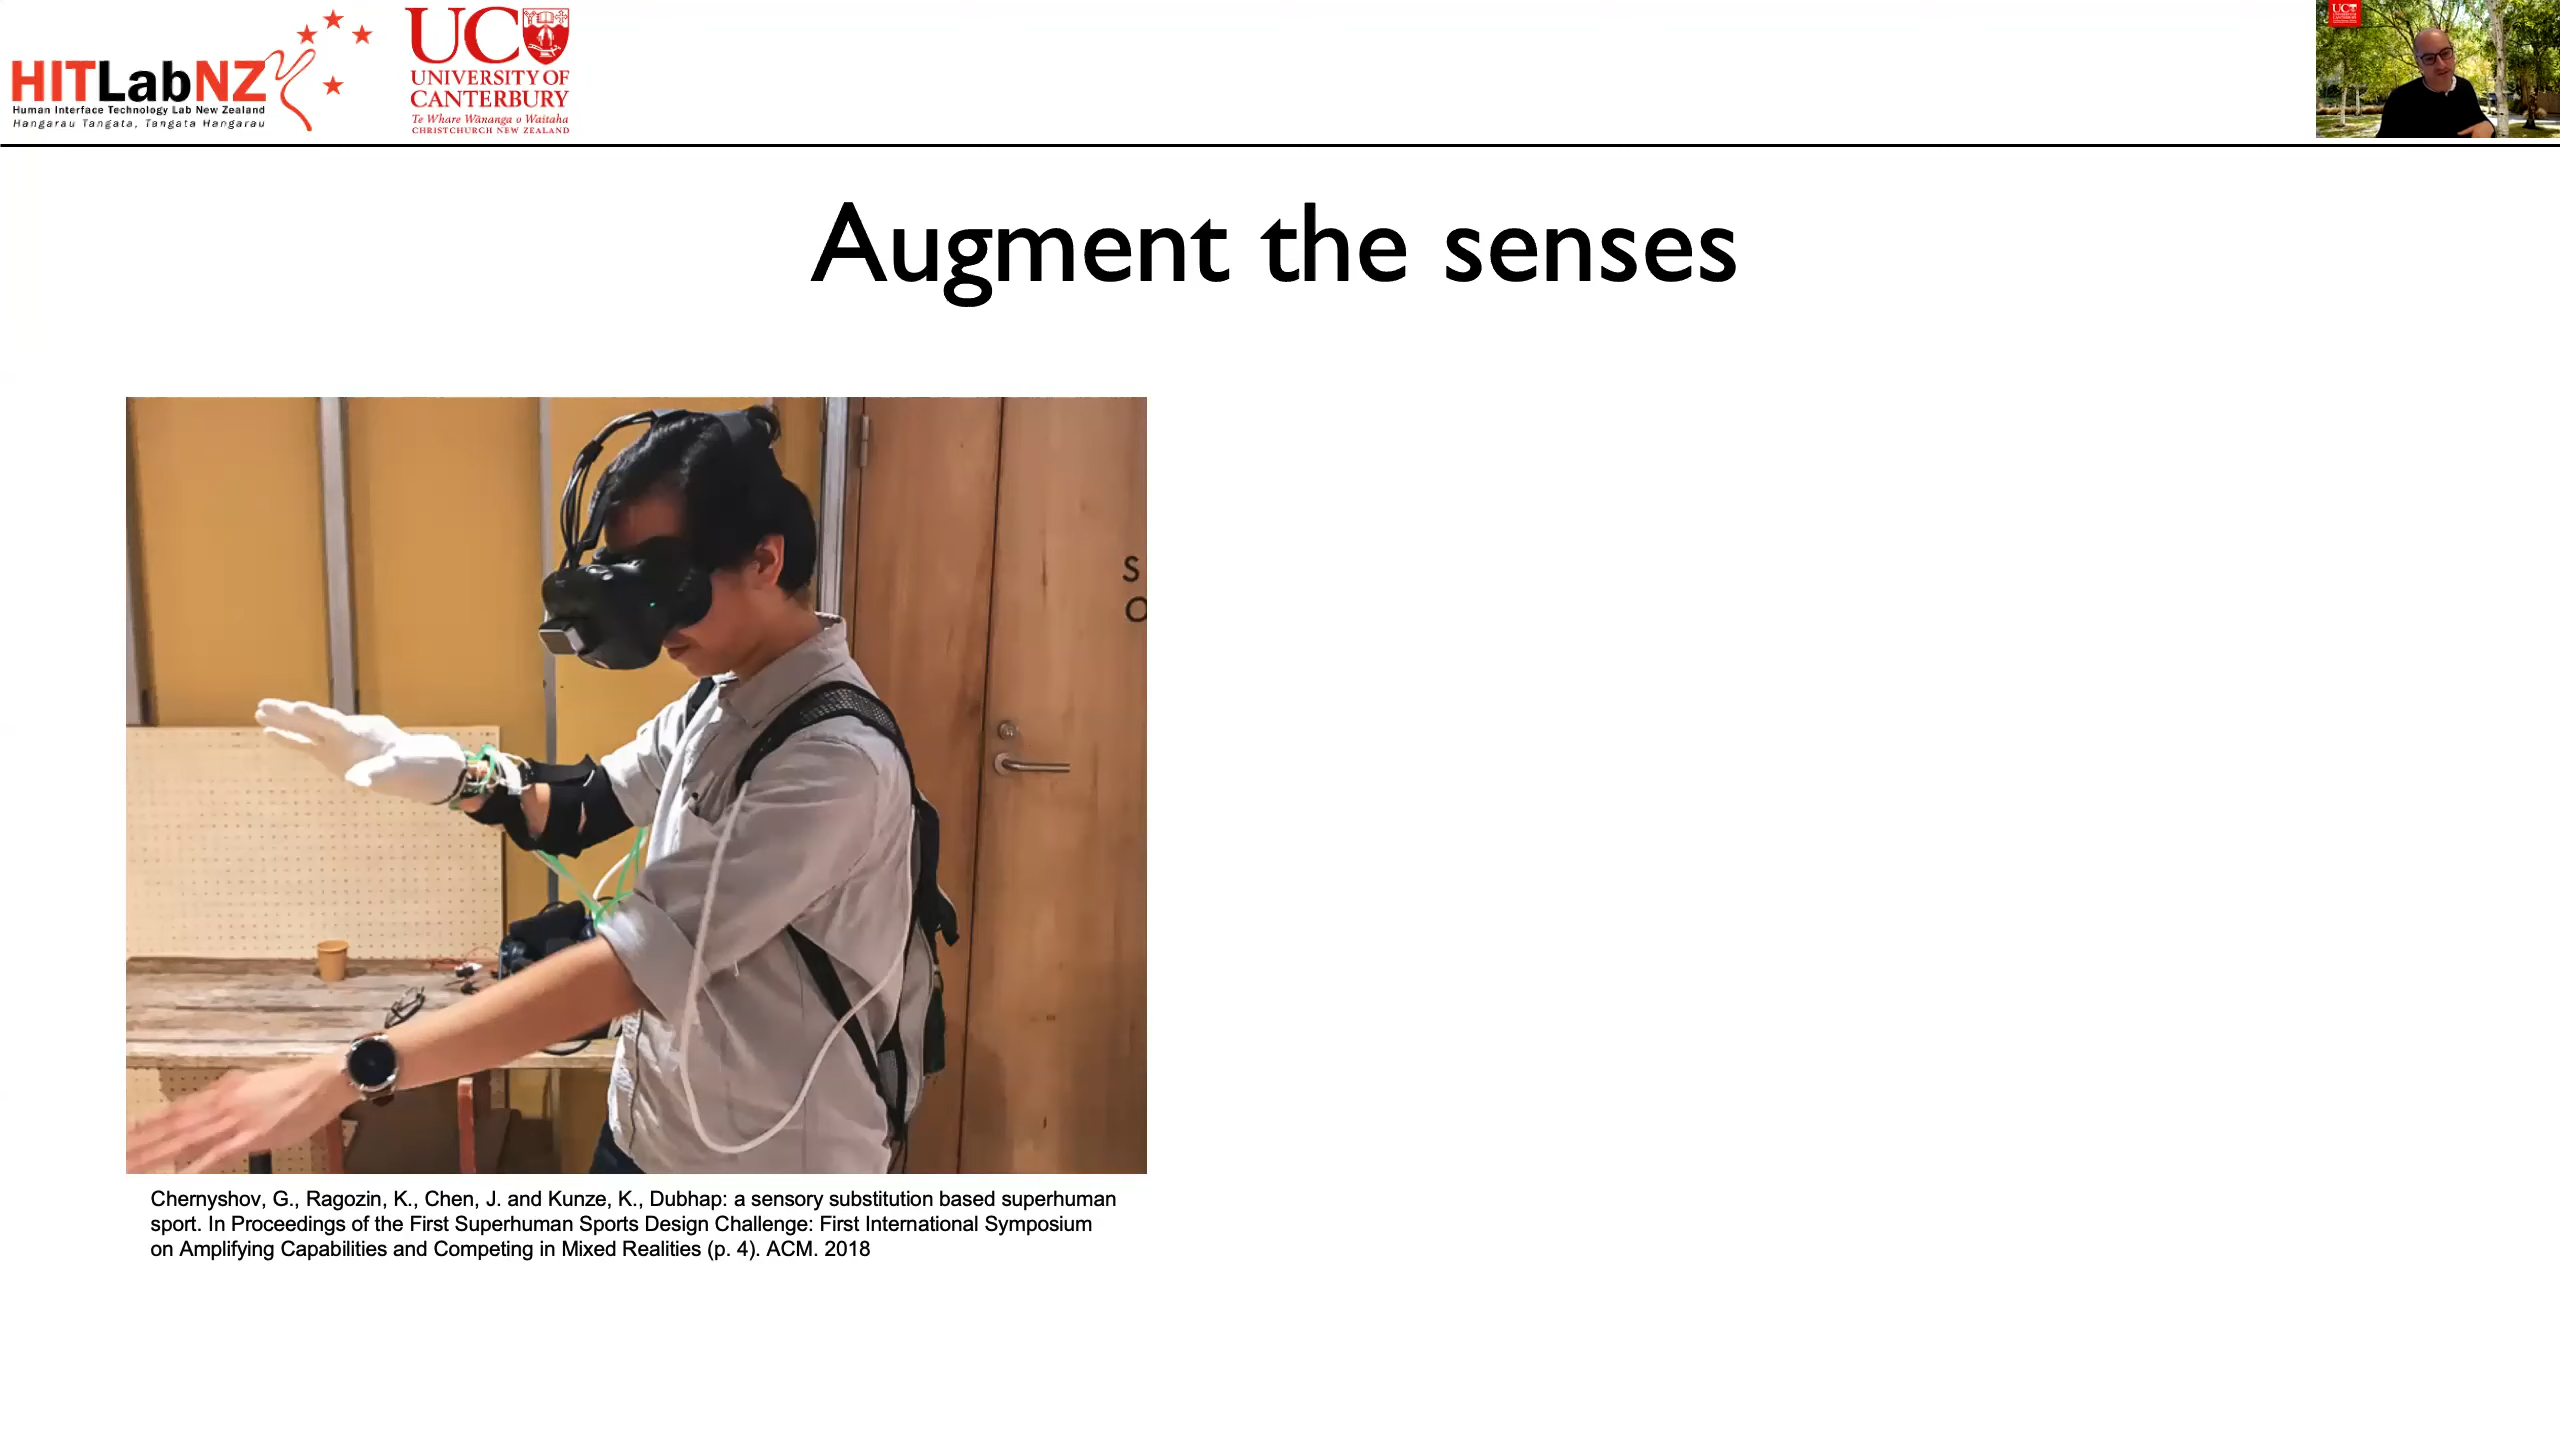 HITLabNZ
Human Interface Technology Lab New Zealand
Hangarau Tangata, Tangata Hangarau
UC
UNIVERSITY OF
CANTERBURY
Te Whare Wānanga o Waitaha
CHRISTCHURCH NEW ZEALAND
UC
Augment the senses
S
O
Chernyshov, G., Ragozin, K., Chen, J. and Kunze, K., Dubhap: a sensory substitution based superhuman
sport. In Proceedings of the First Superhuman Sports Design Challenge: First International Symposium
on Amplifying Capabilities and Competing in Mixed Realities (p. 4). ACM. 2018